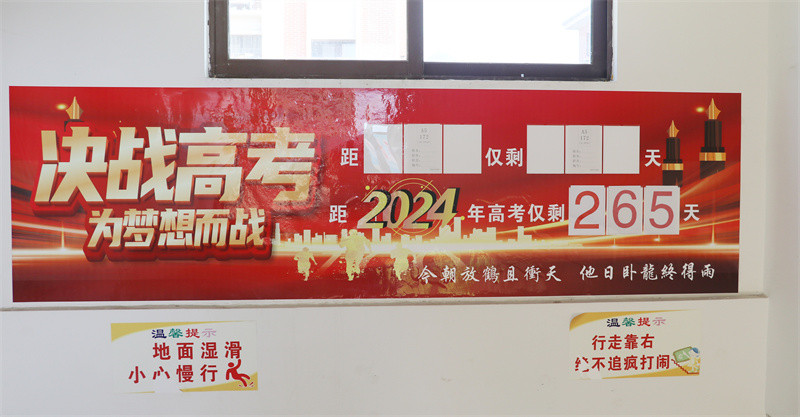 决战高考
为梦想而战
距 仅剩 天
距2024年高考仅剩265天
今朝放鶴且衝天 他日卧龍終得雨
温馨提示
地面湿滑
小心慢行
温馨提示
行走靠右
不追疯打闹